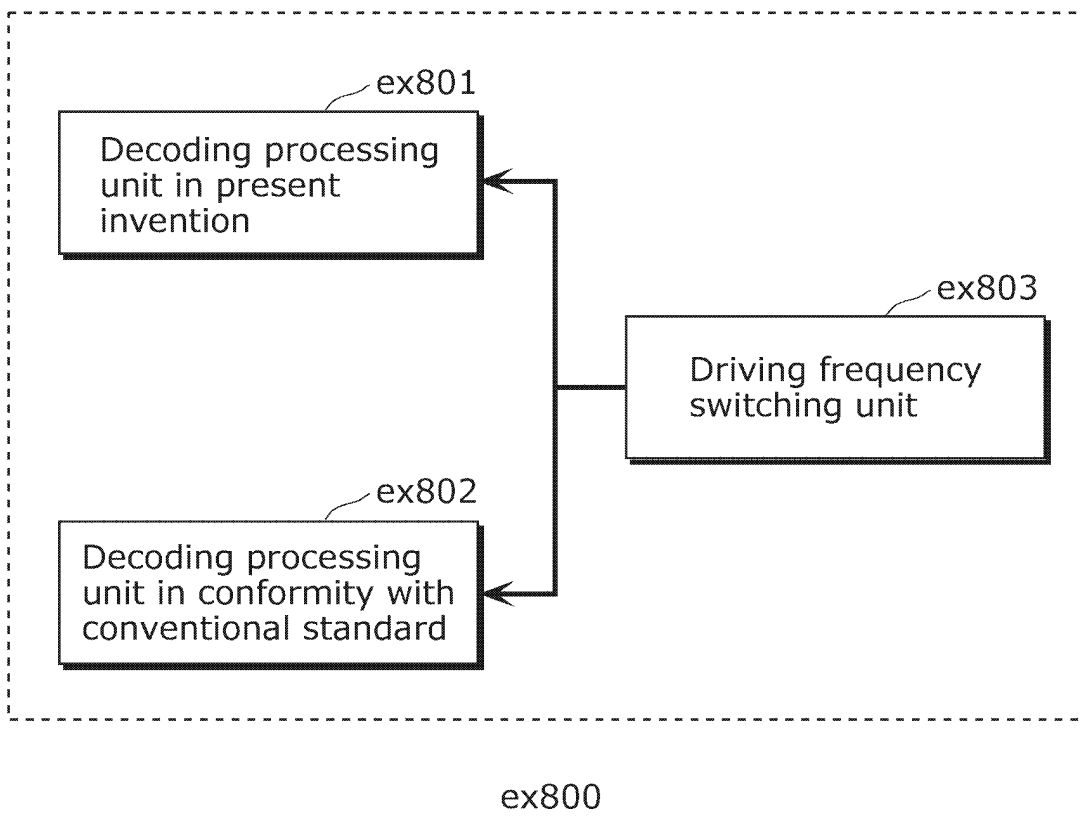 ex801
Decoding processing
unit in present
invention
ex803
Driving frequency
switching unit
ex802
Decoding processing
unit in conformity with
conventional standard
ex800